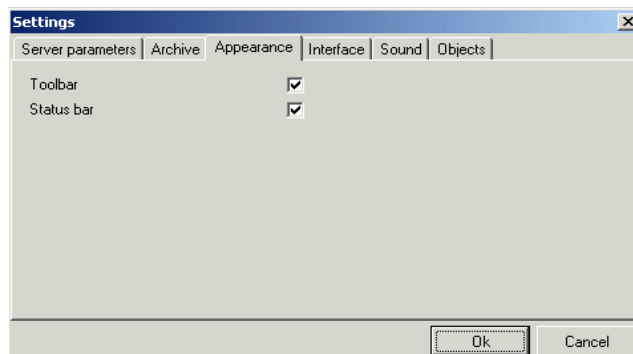 Settings
Server parameters Archive Appearance Interface Sound Objects
Toolbar
Status bar
Ok Cancel